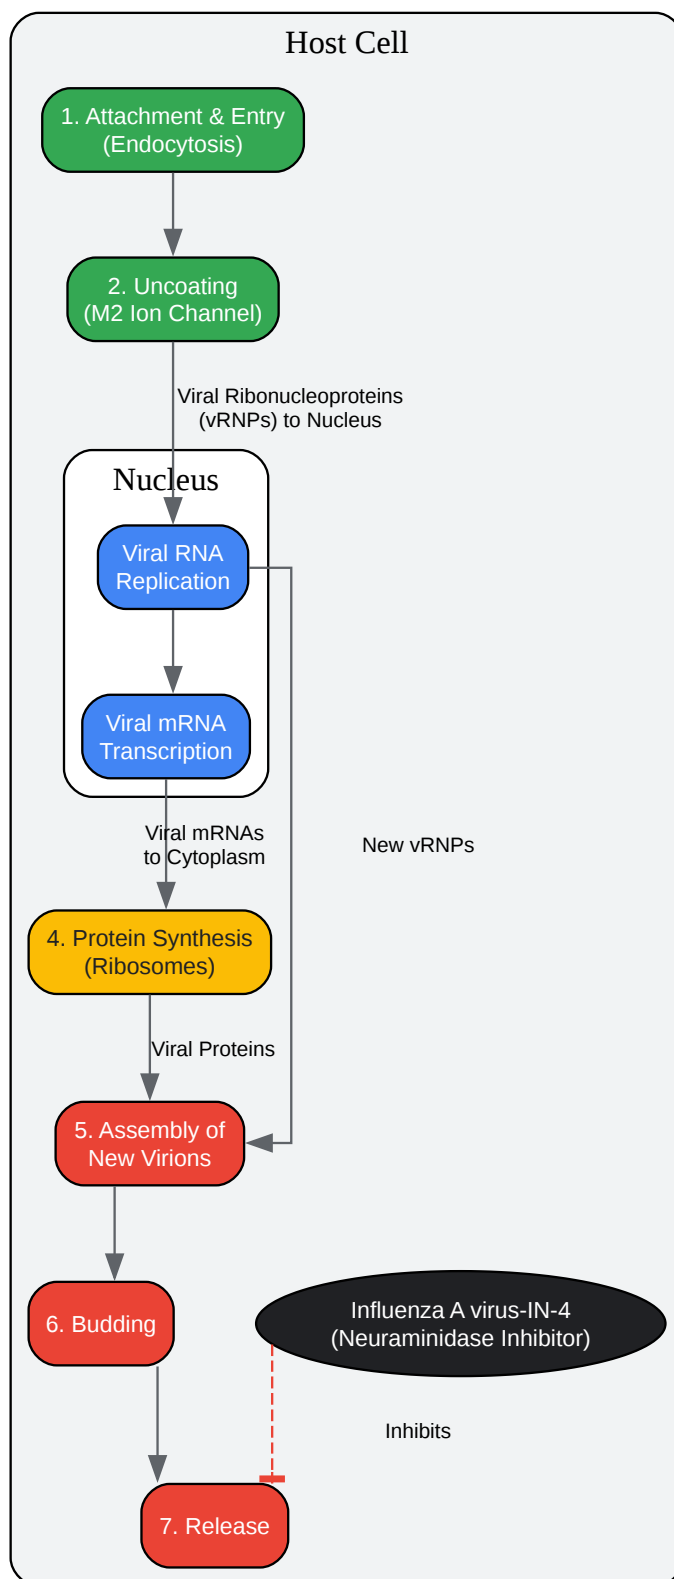 Host Cell
1. Attachment & Entry
(Endocytosis)
2. Uncoating
(M2 Ion Channel)
Viral Ribonucleoproteins
(vRNPs) to Nucleus
Nucleus
Viral RNA
Replication
Viral mRNA
Transcription
Viral mRNAs
to Cytoplasm
New vRNPs
4. Protein Synthesis
(Ribosomes)
Viral Proteins
5. Assembly of
New Virions
6. Budding
Influenza A virus-IN-4
(Neuraminidase Inhibitor)
Inhibits
7. Release